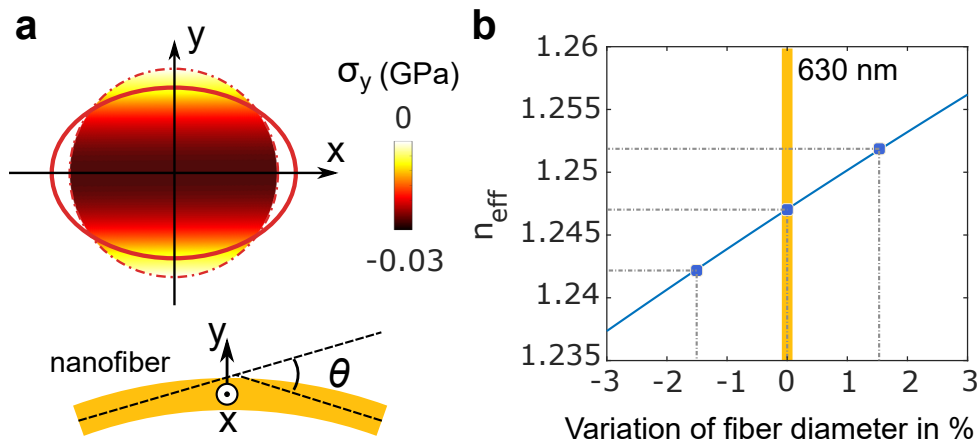 a
y
σy (GPa)
0
x
-0.03
nanofiber
y
θ
x
b
1.26
630 nm
1.255
1.25
neff
1.245
1.24
1.235
-3 -2 -1 0 1 2 3
Variation of fiber diameter in %